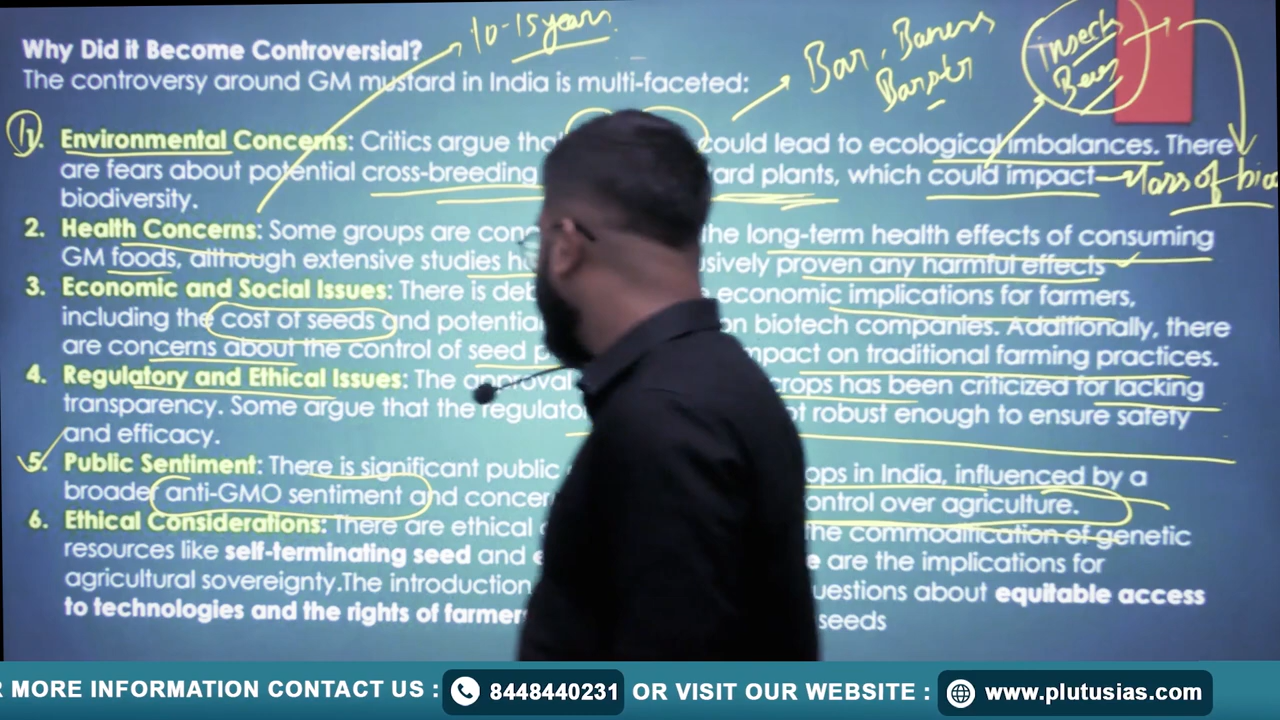 10-15 years
Bar, Barness
Barster
insects
Bees
Why Did it Become Controversial?
The controversy around GM mustard in India is multi-faceted:
1. Environmental Concerns: Critics argue tha could lead to ecological imbalances. There
are fears about potential cross-breeding ard plants, which could impact loss of bio
biodiversity.
2. Health Concerns: Some groups are con the long-term health effects of consuming
GM foods, although extensive studies h usively proven any harmful effects
3. Economic and Social Issues: There is deb economic implications for farmers,
including the cost of seeds and potential on biotech companies. Additionally, there
are concerns about the control of seed p mpact on traditional farming practices.
4. Regulatory and Ethical Issues: The approval crops has been criticized for lacking
transparency. Some argue that the regulato ot robust enough to ensure safety
and efficacy.
5. Public Sentiment: There is significant public ops in India, influenced by a
broader anti-GMO sentiment and concer ontrol over agriculture.
6. Ethical Considerations: There are ethical the commodification of genetic
resources like self-terminating seed and e are the implications for
agricultural sovereignty.The introduction uestions about equitable access
to technologies and the rights of farmer seeds
R MORE INFORMATION CONTACT US : 8448440231 OR VISIT OUR WEBSITE : www.plutusias.com